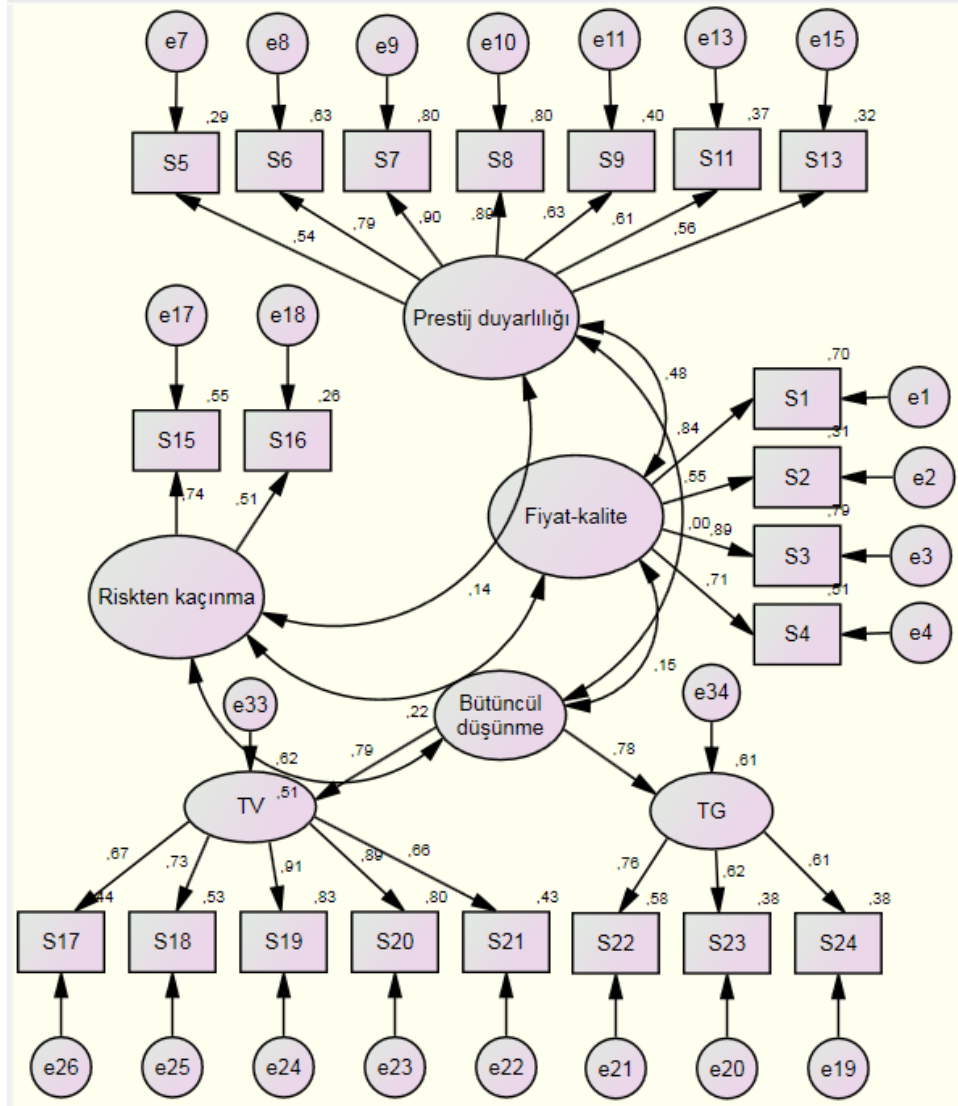 e7 e8 e9 e10 e11 e13 e15
,29 ,63 ,80 ,80 ,40 ,37 ,32
S5 S6 S7 S8 S9 S11 S13
,54 ,79 ,90 ,89 ,63 ,61 ,56
Prestij duyarlılığı
e17 e18
,55 ,26
S15 S16
,74 ,51
Riskten kaçınma
,48
,70
S1 e1
,84
,31
S2 e2
,55
,79
S3 e3
,00 ,89
,51
S4 e4
,71
Fiyat-kalite
,14
,15
,22
,62
Bütüncül
düşünme
e33 e34
,79 ,78
,51 ,61
TV TG
,67 ,73 ,91 ,89 ,66 ,76 ,62 ,61
,44 ,53 ,83 ,80 ,43 ,58 ,38 ,38
S17 S18 S19 S20 S21 S22 S23 S24
e26 e25 e24 e23 e22 e21 e20 e19